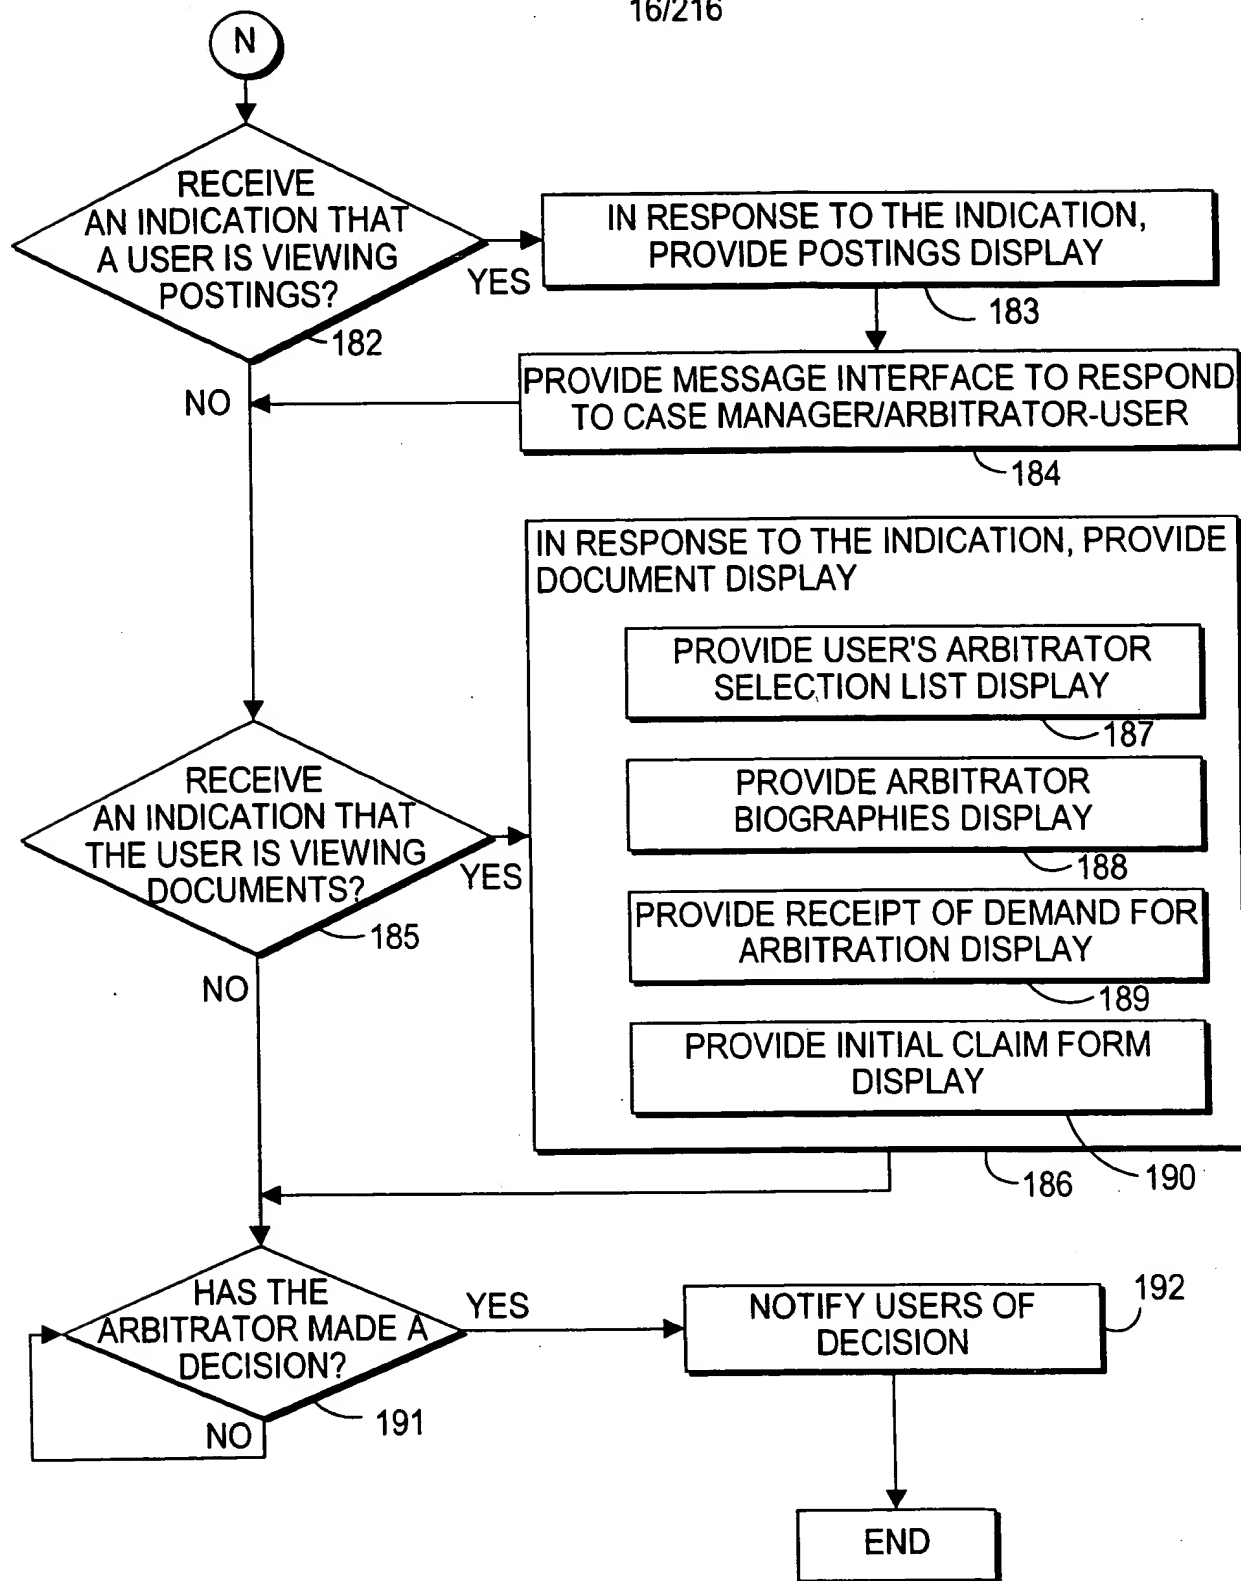 16/216
N
RECEIVE
AN INDICATION THAT
A USER IS VIEWING
POSTINGS?
182
YES
NO
IN RESPONSE TO THE INDICATION,
PROVIDE POSTINGS DISPLAY
183
PROVIDE MESSAGE INTERFACE TO RESPOND
TO CASE MANAGER/ARBITRATOR-USER
184
RECEIVE
AN INDICATION THAT
THE USER IS VIEWING
DOCUMENTS?
185
YES
NO
IN RESPONSE TO THE INDICATION, PROVIDE
DOCUMENT DISPLAY
PROVIDE USER'S ARBITRATOR
SELECTION LIST DISPLAY
187
PROVIDE ARBITRATOR
BIOGRAPHIES DISPLAY
188
PROVIDE RECEIPT OF DEMAND FOR
ARBITRATION DISPLAY
189
PROVIDE INITIAL CLAIM FORM
DISPLAY
190
186
HAS THE
ARBITRATOR MADE A
DECISION?
191
YES
NO
NOTIFY USERS OF
DECISION
192
END